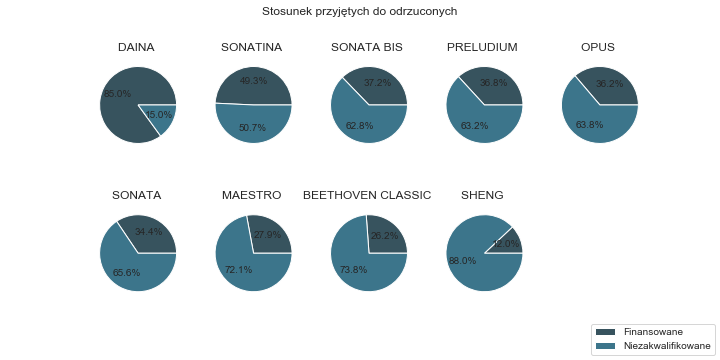 Stosunek przyjętych do odrzuconych
DAINA
SONATINA
SONATA BIS
PRELUDIUM
OPUS
85.0%
15.0%
49.3%
50.7%
37.2%
62.8%
36.8%
63.2%
36.2%
63.8%
SONATA
MAESTRO
BEETHOVEN CLASSIC
SHENG
34.4%
65.6%
27.9%
72.1%
26.2%
73.8%
12.0%
88.0%
Finansowane
Niezakwalifikowane